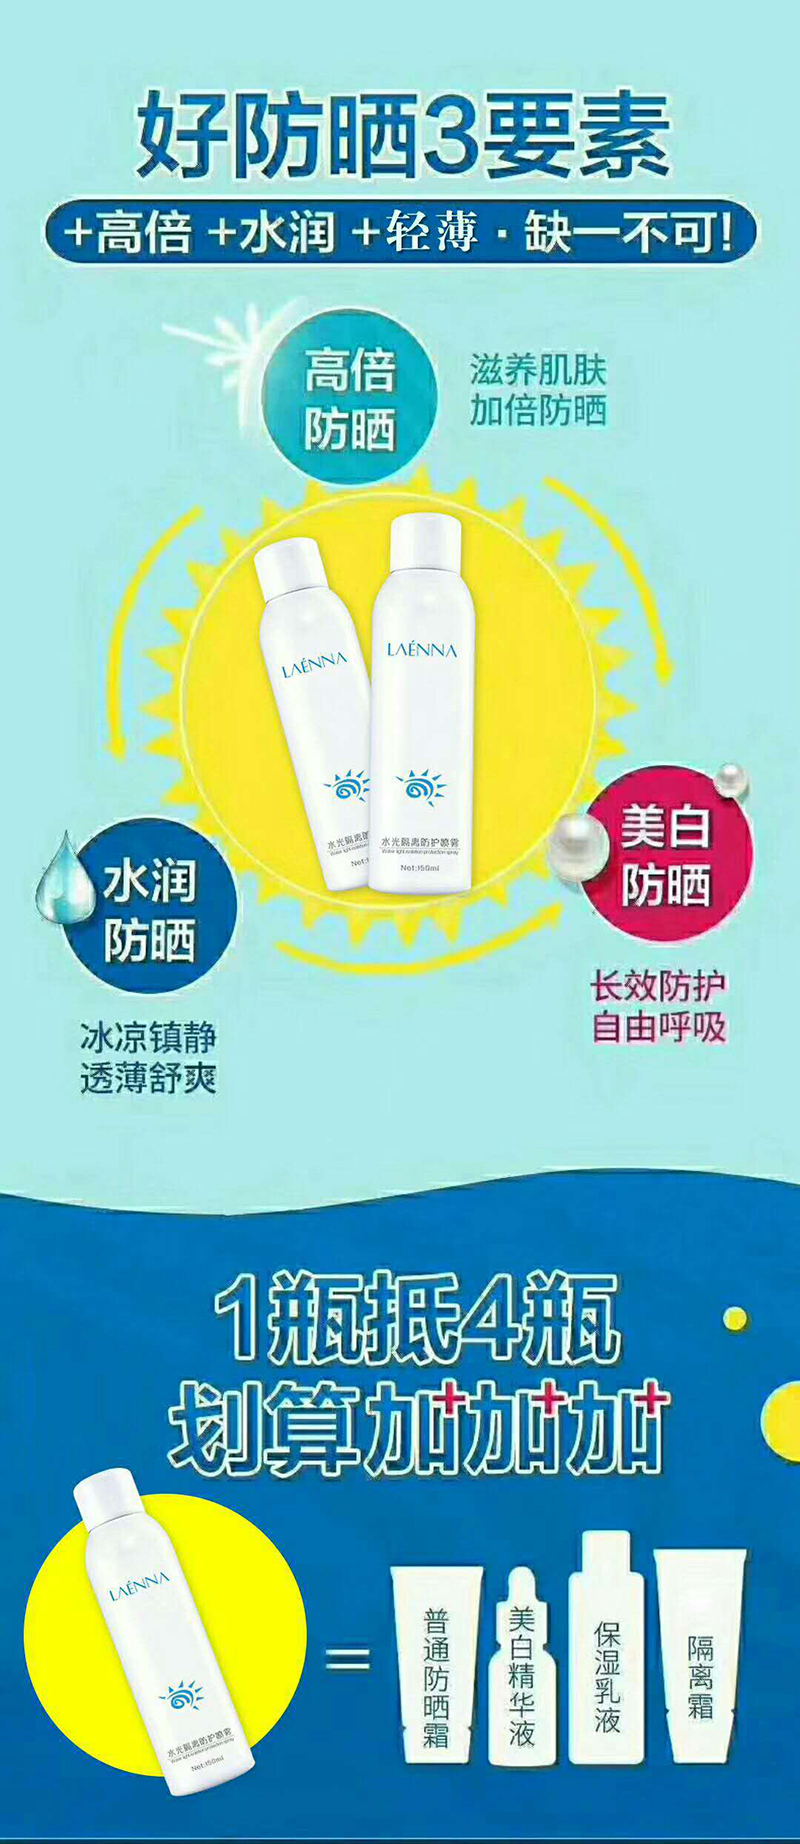 好防晒3要素
+高倍 +水润 +轻薄·缺一不可!
高倍
防晒
滋养肌肤
加倍防晒
LAÉNNA
LAÉNNA
水光隔离防护喷雾
Net:150ml
水润
防晒
冰凉镇静
透薄舒爽
美白
防晒
长效防护
自由呼吸
1瓶抵4瓶
划算加+加+加+
LAÉNNA
水光隔离防护喷雾
Net:150ml
=
普通防晒霜
美白精华液
保湿乳液
隔离霜